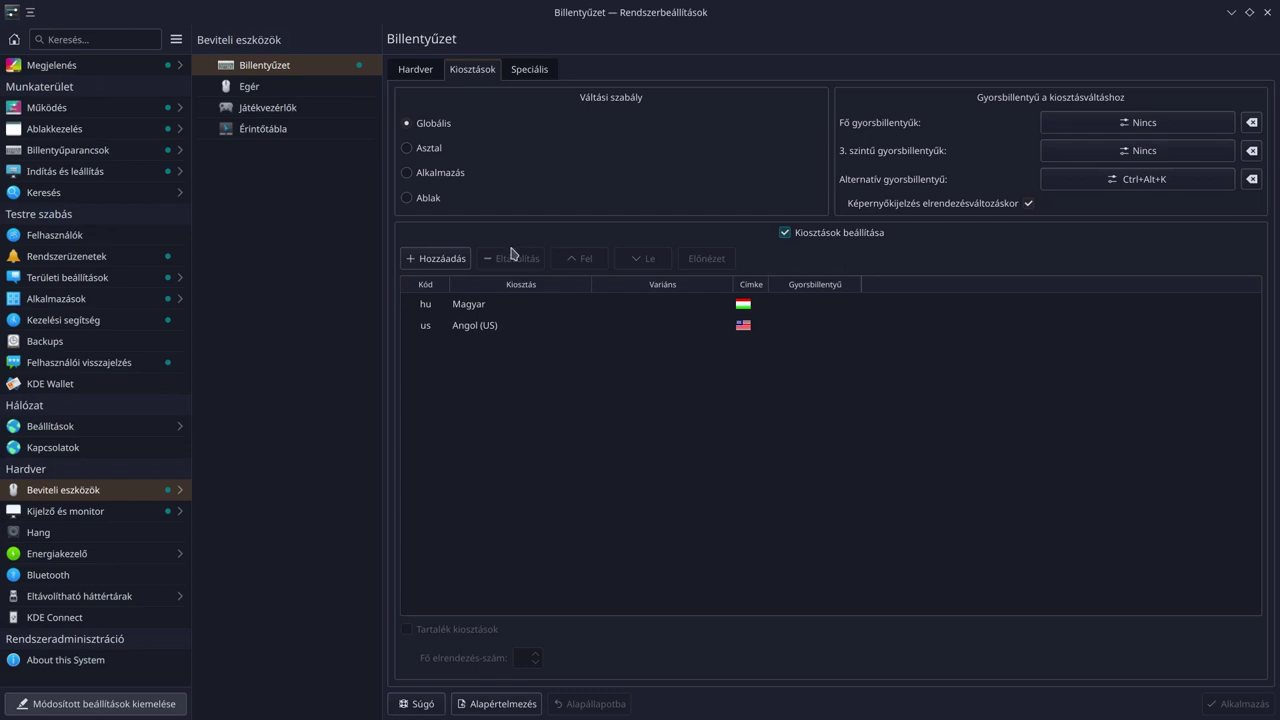 Billentyűzet — Rendszerbeállítások
Keresés...
Megjelenés
Munkaterület
Működés
Ablakkezelés
Billentyűparancsok
Indítás és leállítás
Keresés
Testre szabás
Felhasználók
Rendszerüzenetek
Területi beállítások
Alkalmazások
Kezelési segítség
Backups
Felhasználói visszajelzés
KDE Wallet
Hálózat
Beállítások
Kapcsolatok
Hardver
Beviteli eszközök
Kijelző és monitor
Hang
Energiakezelő
Bluetooth
Eltávolítható háttértárak
KDE Connect
Rendszeradminisztráció
About this System
Módosított beállítások kiemelése
Beviteli eszközök
Billentyűzet
Egér
Játékvezérlők
Érintőtábla
Billentyűzet
Hardver
Kiosztások
Speciális
Váltási szabály
Globális
Asztal
Alkalmazás
Ablak
Gyorsbillentyű a kiosztásváltáshoz
Fő gyorsbillentyűk: Nincs
3. szintű gyorsbillentyűk: Nincs
Alternatív gyorsbillentyű: Ctrl+Alt+K
Képernyőkijelzés elrendezésváltozáskor
Kiosztások beállítása
Hozzáadás
Fel
Le
Előnézet
Kód Kiosztás Variáns Címke Gyorsbillentyű
hu Magyar
us Angol (US)
Tartalék kiosztások
Fő elrendezés-szám:
Súgó
Alapértelmezés
Alapállapotba
Alkalmazás